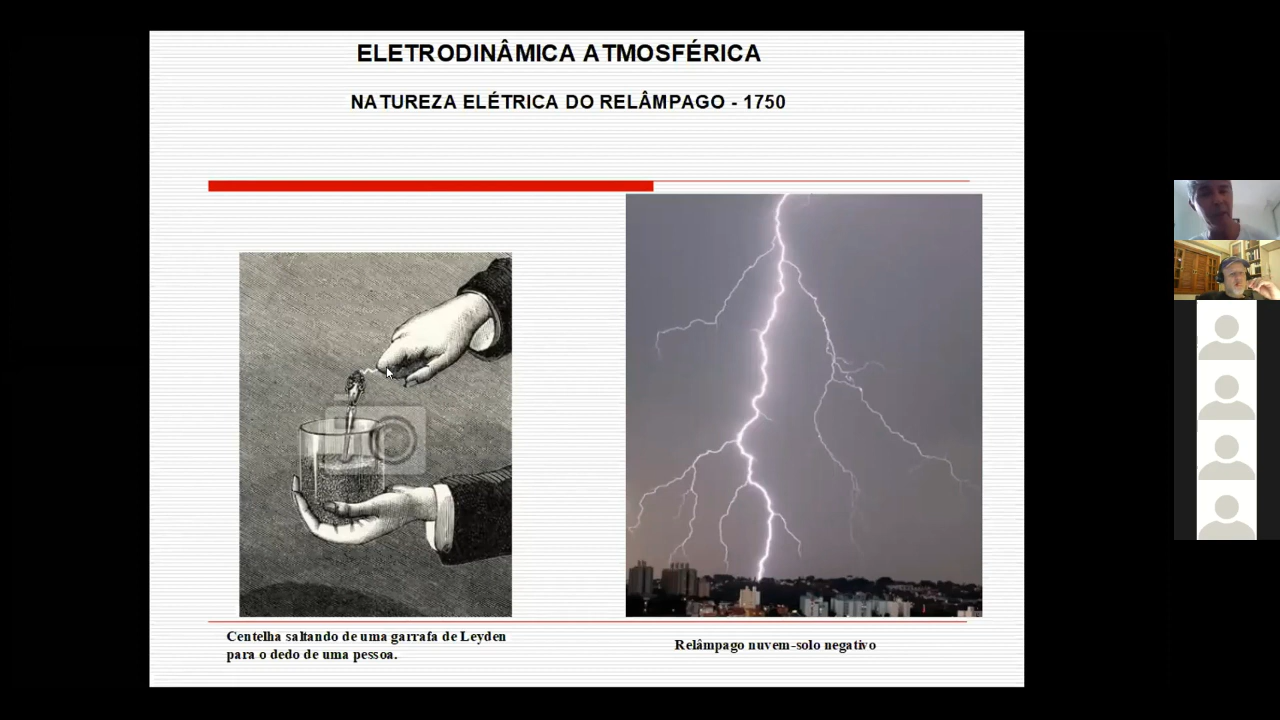 ELETRODINÂMICA ATMOSFÉRICA
NATUREZA ELÉTRICA DO RELÂMPAGO - 1750
Centelha saltando de uma garrafa de Leyden
para o dedo de uma pessoa.
Relâmpago nuvem-solo negativo